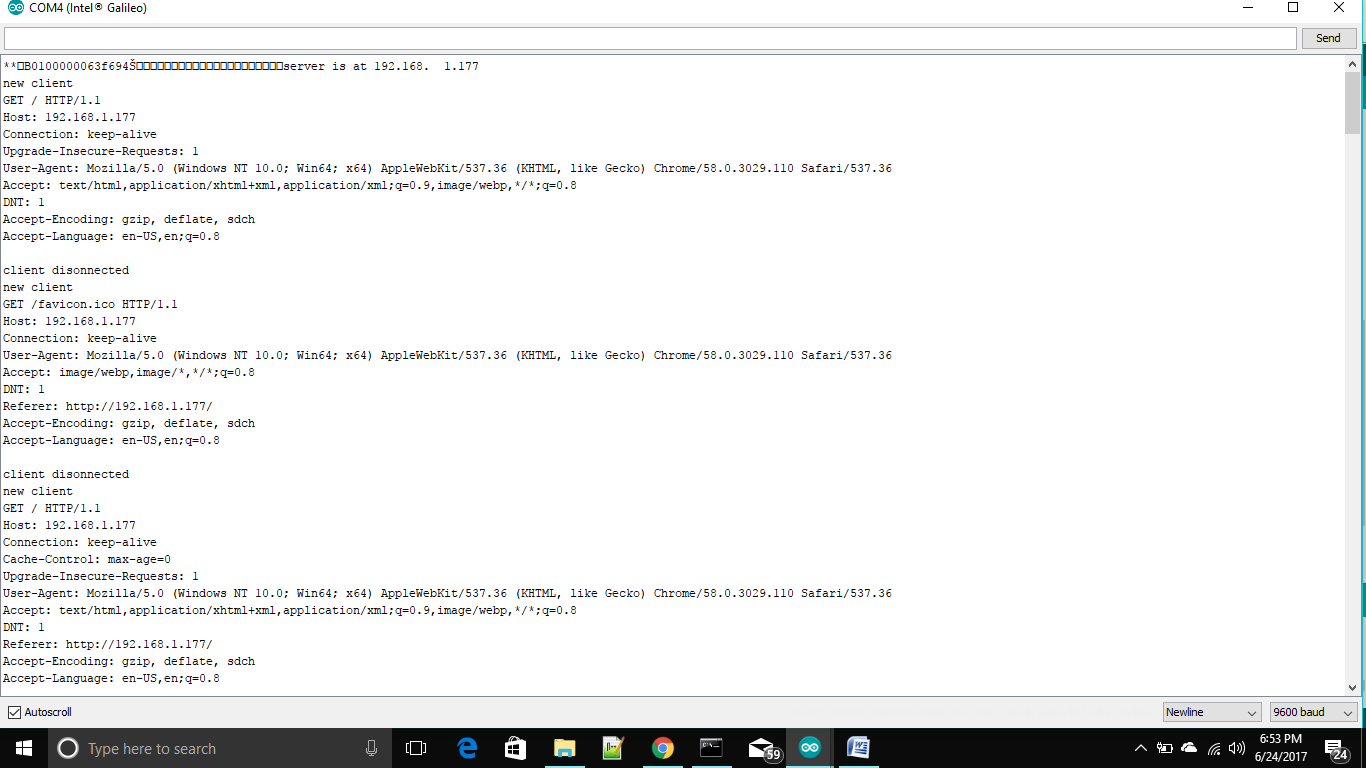 COM4 (Intel® Galileo)
Send
**□B0100000063f694Š□□□□□□□□□□□□□□□□□□□□□server is at 192.168.  1.177
new client
GET / HTTP/1.1
Host: 192.168.1.177
Connection: keep-alive
Upgrade-Insecure-Requests: 1
User-Agent: Mozilla/5.0 (Windows NT 10.0; Win64; x64) AppleWebKit/537.36 (KHTML, like Gecko) Chrome/58.0.3029.110 Safari/537.36
Accept: text/html,application/xhtml+xml,application/xml;q=0.9,image/webp,*/*;q=0.8
DNT: 1
Accept-Encoding: gzip, deflate, sdch
Accept-Language: en-US,en;q=0.8
client disonnected
new client
GET /favicon.ico HTTP/1.1
Host: 192.168.1.177
Connection: keep-alive
User-Agent: Mozilla/5.0 (Windows NT 10.0; Win64; x64) AppleWebKit/537.36 (KHTML, like Gecko) Chrome/58.0.3029.110 Safari/537.36
Accept: image/webp,image/*,*/*;q=0.8
DNT: 1
Referer: http://192.168.1.177/
Accept-Encoding: gzip, deflate, sdch
Accept-Language: en-US,en;q=0.8
client disonnected
new client
GET / HTTP/1.1
Host: 192.168.1.177
Connection: keep-alive
Cache-Control: max-age=0
Upgrade-Insecure-Requests: 1
User-Agent: Mozilla/5.0 (Windows NT 10.0; Win64; x64) AppleWebKit/537.36 (KHTML, like Gecko) Chrome/58.0.3029.110 Safari/537.36
Accept: text/html,application/xhtml+xml,application/xml;q=0.9,image/webp,*/*;q=0.8
DNT: 1
Referer: http://192.168.1.177/
Accept-Encoding: gzip, deflate, sdch
Accept-Language: en-US,en;q=0.8
Autoscroll
Newline
9600 baud
Type here to search
59
6:53 PM
6/24/2017
24